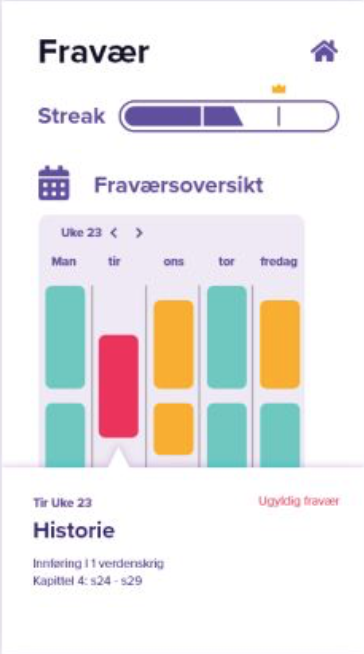 Fravær
Streak
Fraværsoversikt
Uke 23 < >
Man tir ons tor fredag
Tir Uke 23
Ugyldig fravær
Historie
Innføring I 1 verdenskrig
Kapittel 4: s24 - s29